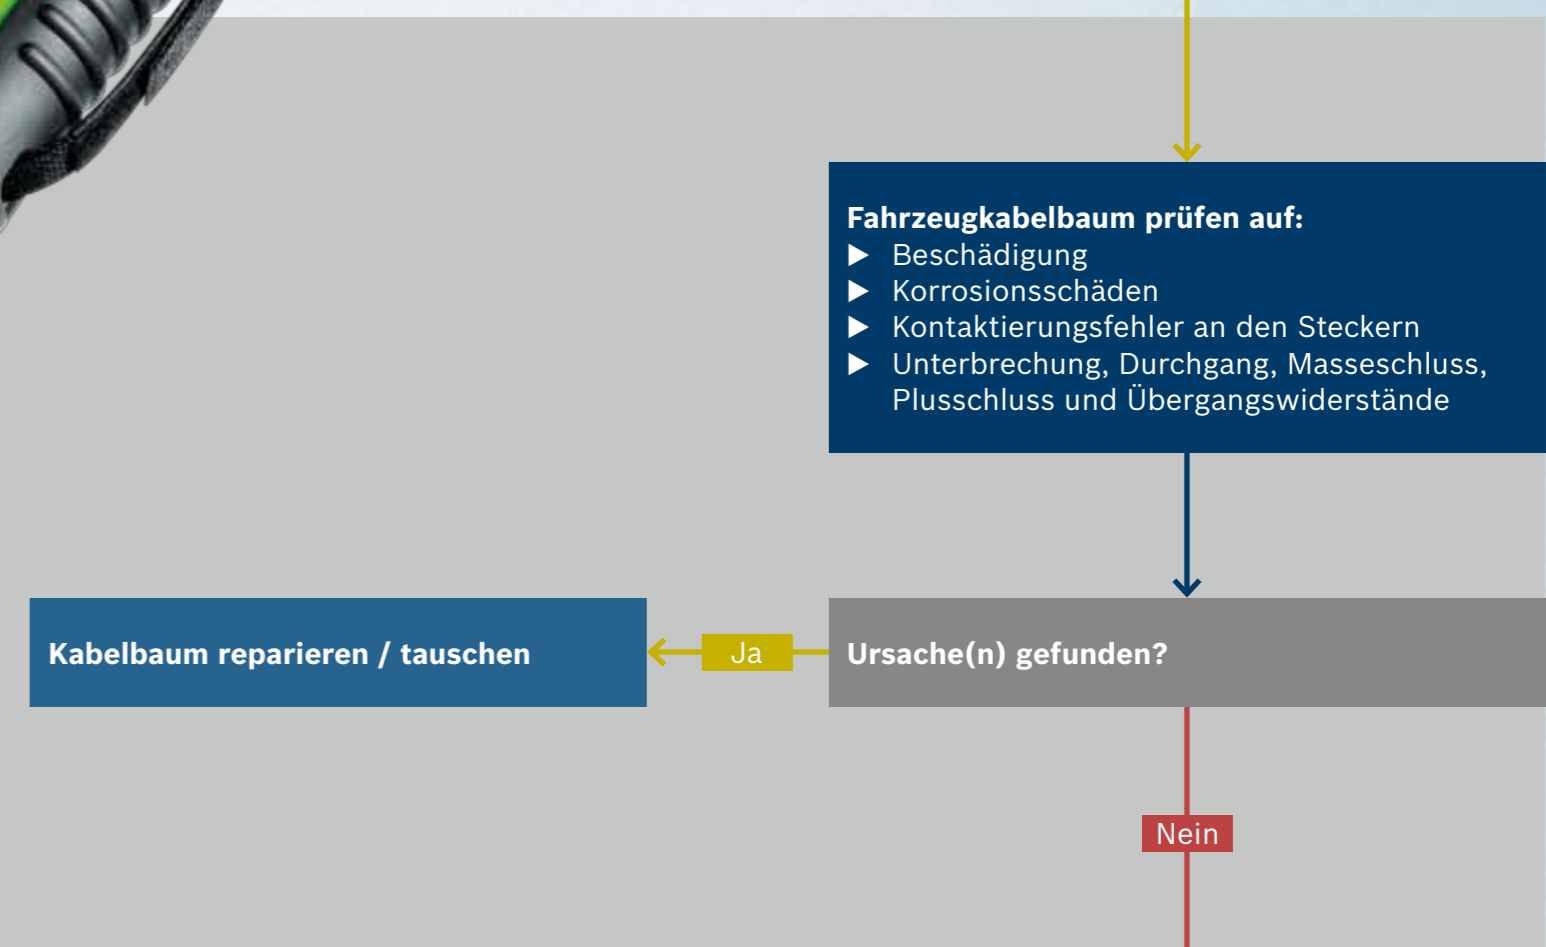 Fahrzeugkabelbaum prüfen auf:
▶ Beschädigung
▶ Korrosionsschäden
▶ Kontaktierungsfehler an den Steckern
▶ Unterbrechung, Durchgang, Masseschluss,
Plusschluss und Übergangswiderstände
Kabelbaum reparieren / tauschen
Ja
Ursache(n) gefunden?
Nein